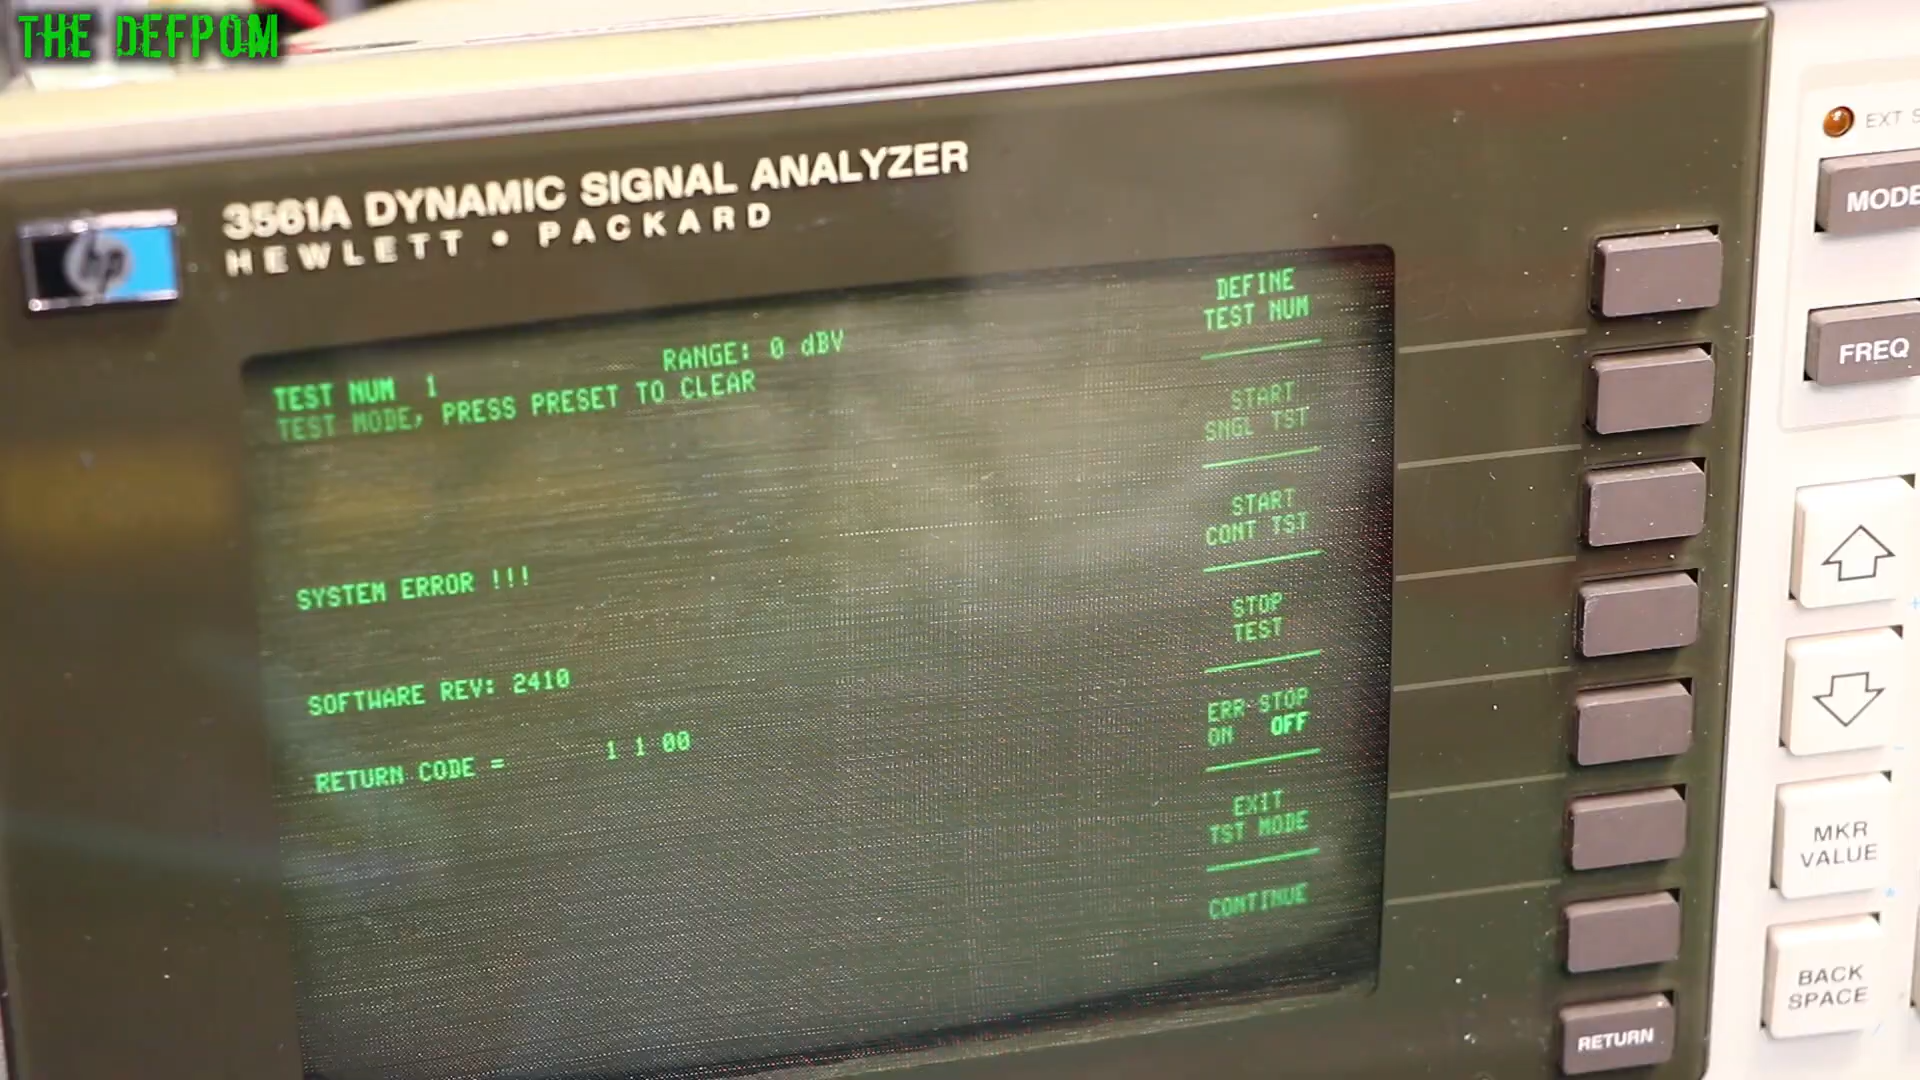 THE DEFPOM
3561A DYNAMIC SIGNAL ANALYZER
HEWLETT • PACKARD
hp
RANGE: 0 dBV
TEST NUM 1
TEST MODE, PRESS PRESET TO CLEAR
SYSTEM ERROR !!!
SOFTWARE REV: 2410
RETURN CODE = 1 1 00
DEFINE
TEST NUM
START
SNGL TST
START
CONT TST
STOP
TEST
ERR STOP
ON OFF
EXIT
TST MODE
CONTINUE
RETURN
EXT S
MODE
FREQ
MKR
VALUE
BACK
SPACE